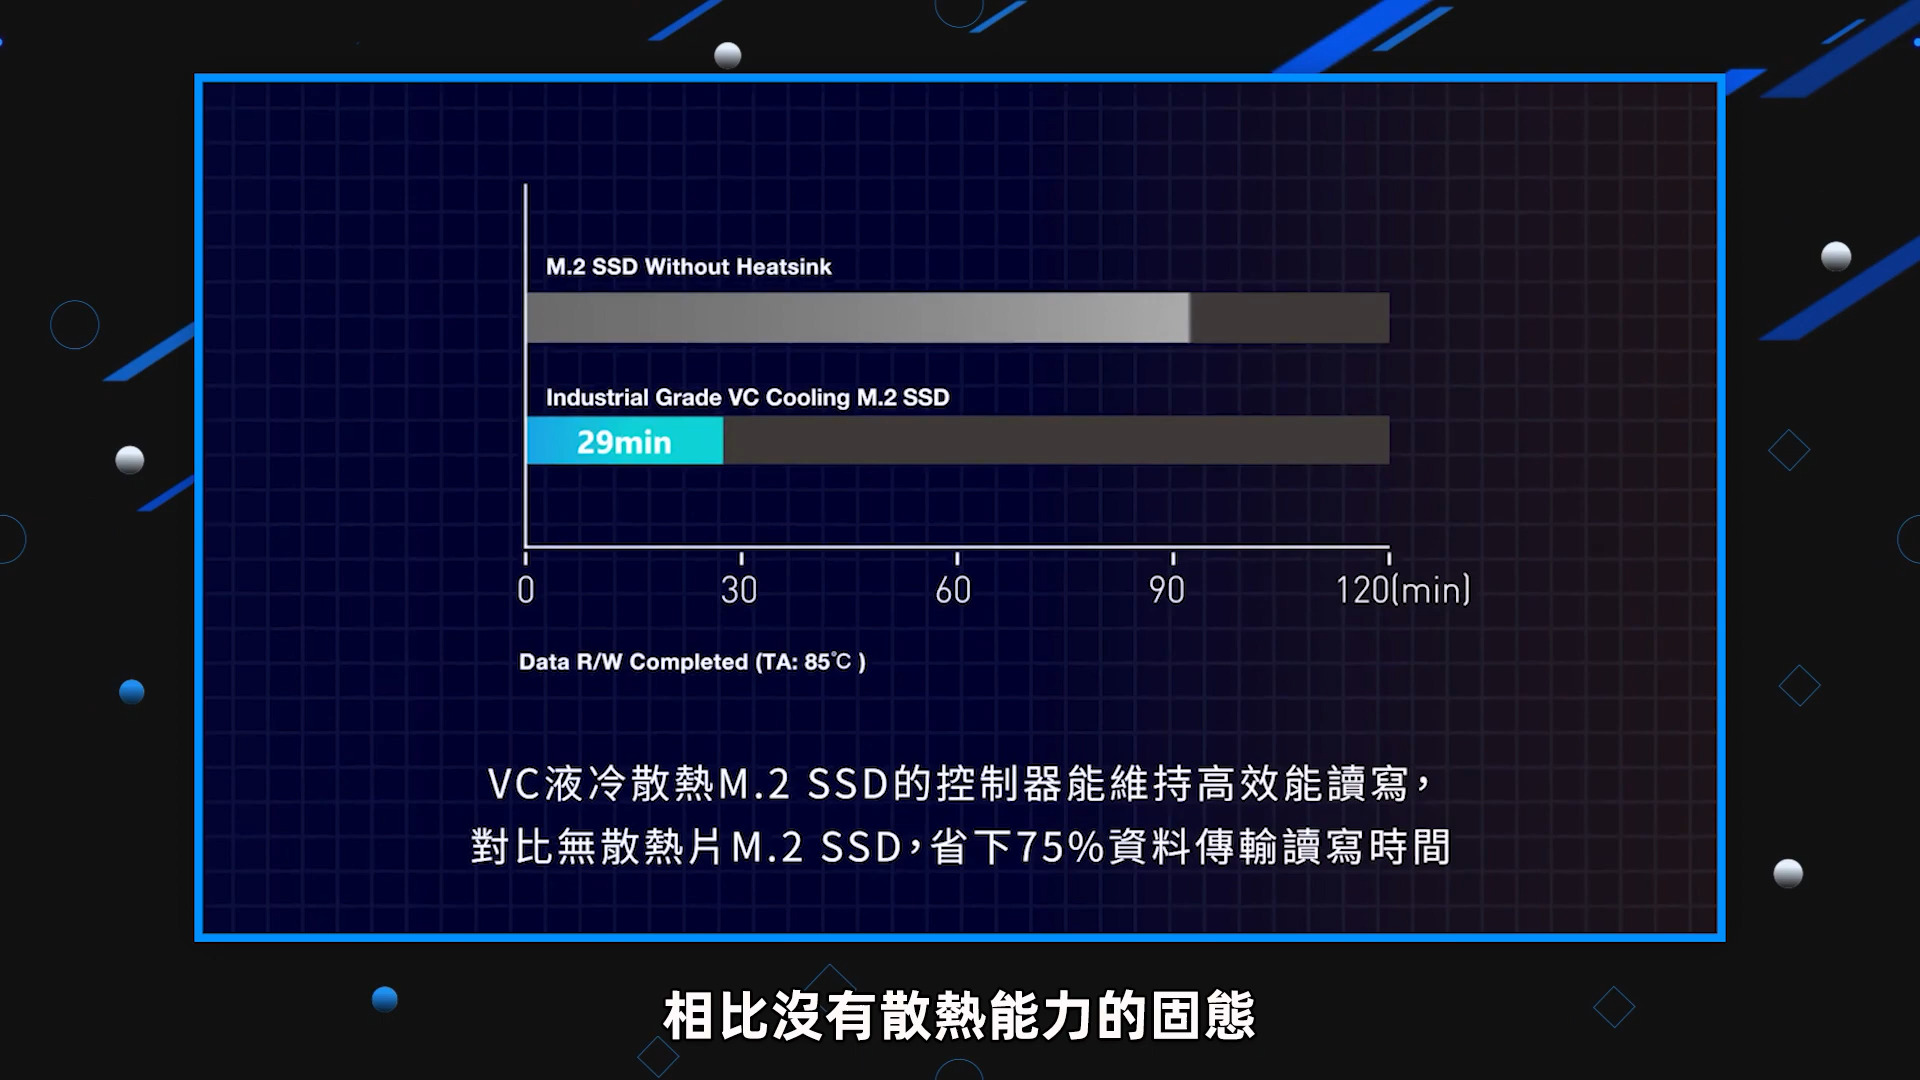 M.2 SSD Without Heatsink
Industrial Grade VC Cooling M.2 SSD
29min
0 30 60 90 120(min)
Data R/W Completed (TA: 85℃ )
VC液冷散熱M.2 SSD的控制器能維持高效能讀寫，
對比無散熱片M.2 SSD，省下75%資料傳輸讀寫時間
相比沒有散熱能力的固態